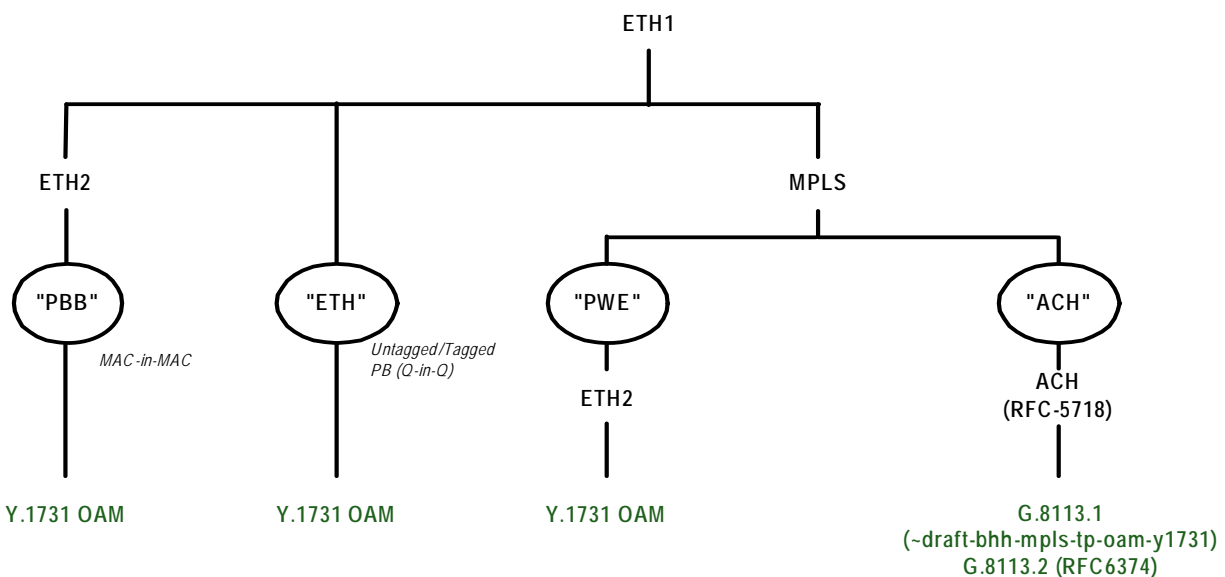 ETH1
ETH2
MPLS
"PBB"
"ETH"
"PWE"
"ACH"
MAC-in-MAC
Untagged/Tagged
PB (Q-in-Q)
ETH2
ACH
(RFC-5718)
Y.1731 OAM
Y.1731 OAM
Y.1731 OAM
G.8113.1
(~draft-bhh-mpls-tp-oam-y1731)
G.8113.2 (RFC6374)